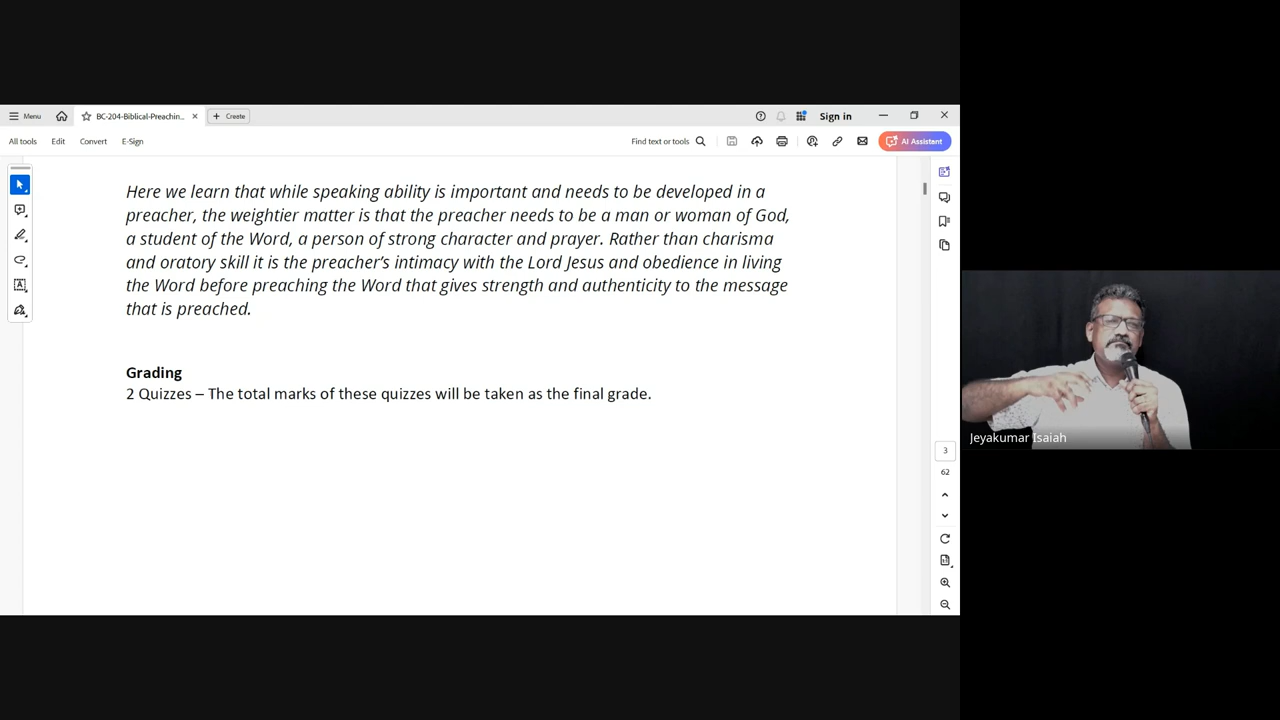 Menu
BC-204-Biblical-Preachin...
Create
Sign in
All tools
Edit
Convert
E-Sign
Find text or tools
AI Assistant
Here we learn that while speaking ability is important and needs to be developed in a
preacher, the weightier matter is that the preacher needs to be a man or woman of God,
a student of the Word, a person of strong character and prayer. Rather than charisma
and oratory skill it is the preacher’s intimacy with the Lord Jesus and obedience in living
the Word before preaching the Word that gives strength and authenticity to the message
that is preached.
Grading
2 Quizzes – The total marks of these quizzes will be taken as the final grade.
3
62
Jeyakumar Isaiah